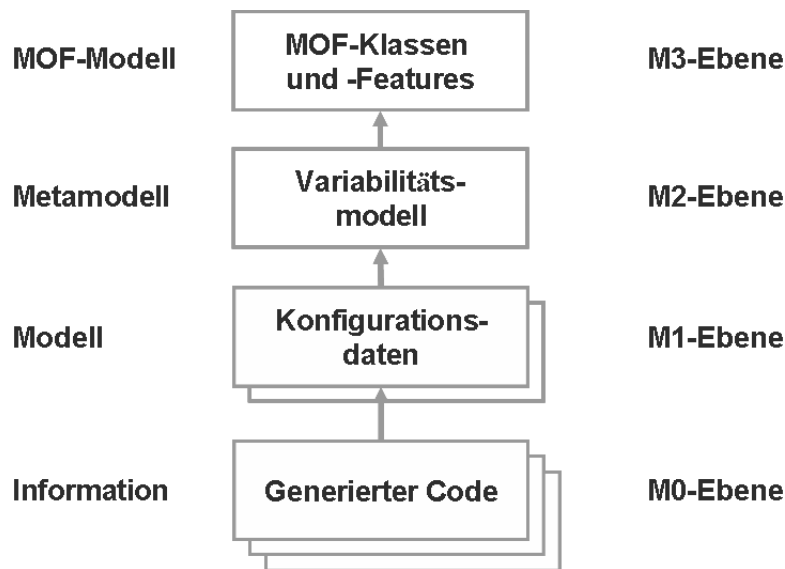 MOF-Modell
MOF-Klassen
und -Features
M3-Ebene
Metamodell
Variabilitäts-
modell
M2-Ebene
Modell
Konfigurations-
daten
M1-Ebene
Information
Generierter Code
M0-Ebene